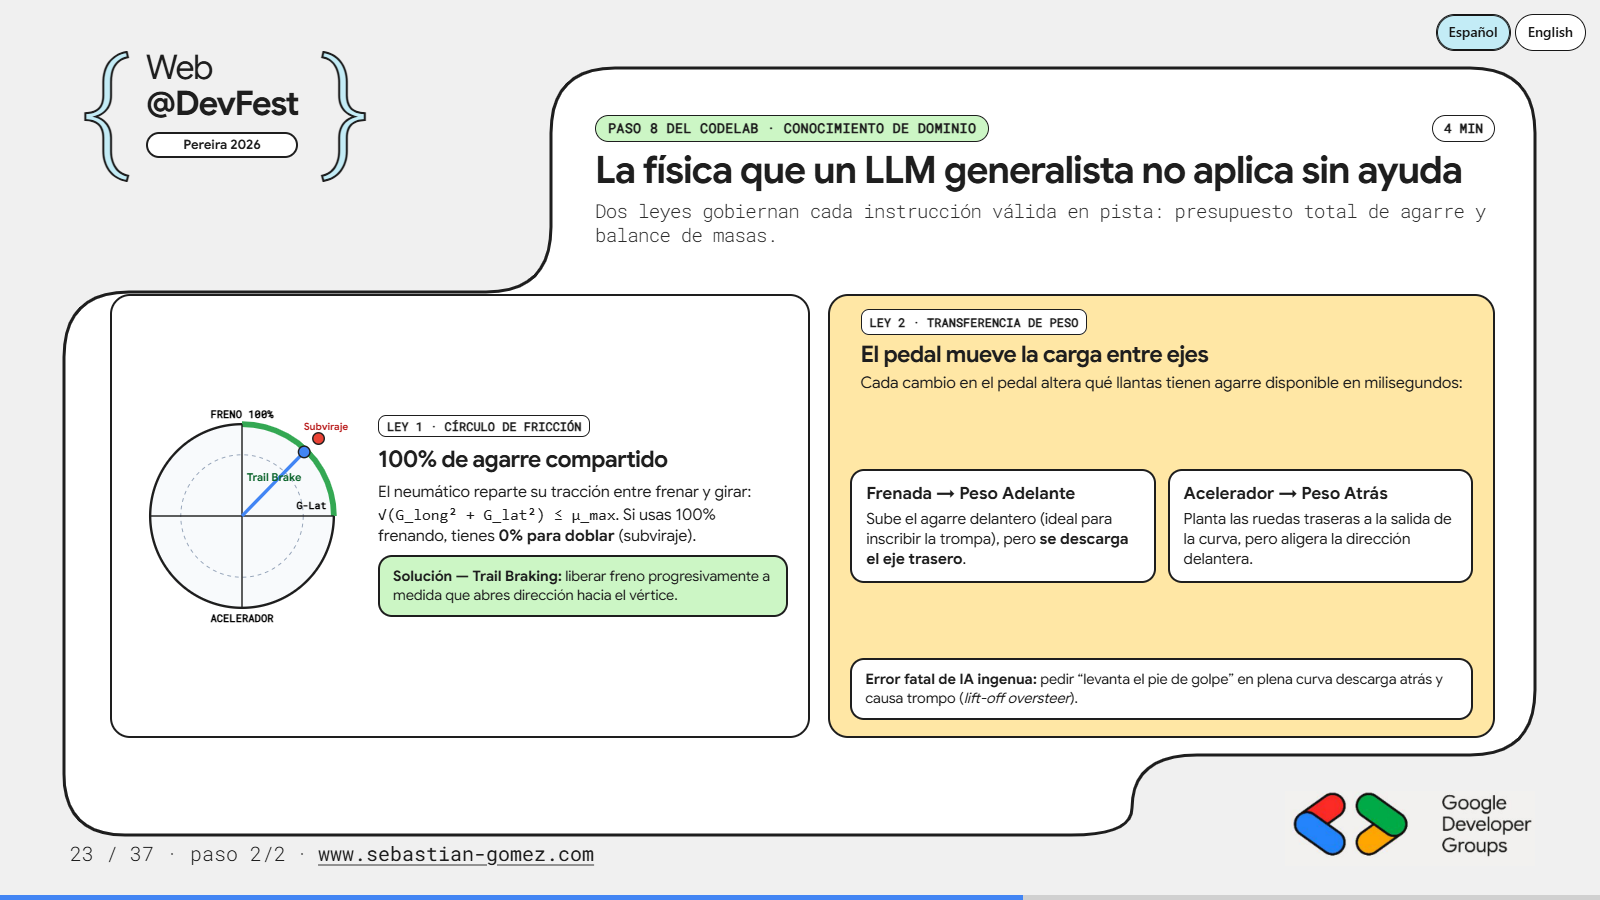 Español
English
Web
@DevFest
Pereira 2026
PASO 8 DEL CODELAB · CONOCIMIENTO DE DOMINIO
4 MIN
La física que un LLM generalista no aplica sin ayuda
Dos leyes gobiernan cada instrucción válida en pista: presupuesto total de agarre y
balance de masas.
FRENO 100%
Subviraje
Trail Brake
G-Lat
ACELERADOR
LEY 1 · CÍRCULO DE FRICCIÓN
100% de agarre compartido
El neumático reparte su tracción entre frenar y girar:
√(G_long² + G_lat²) ≤ μ_max. Si usas 100%
frenando, tienes 0% para doblar (subviraje).
Solución — Trail Braking: liberar freno progresivamente a
medida que abres dirección hacia el vértice.
LEY 2 · TRANSFERENCIA DE PESO
El pedal mueve la carga entre ejes
Cada cambio en el pedal altera qué llantas tienen agarre disponible en milisegundos:
Frenada → Peso Adelante
Sube el agarre delantero (ideal para
inscribir la trompa), pero se descarga
el eje trasero.
Acelerador → Peso Atrás
Planta las ruedas traseras a la salida de
la curva, pero aligera la dirección
delantera.
Error fatal de IA ingenua: pedir “levanta el pie de golpe” en plena curva descarga atrás y
causa trompo (lift-off oversteer).
23 / 37 · paso 2/2 · www.sebastian-gomez.com
Google
Developer
Groups